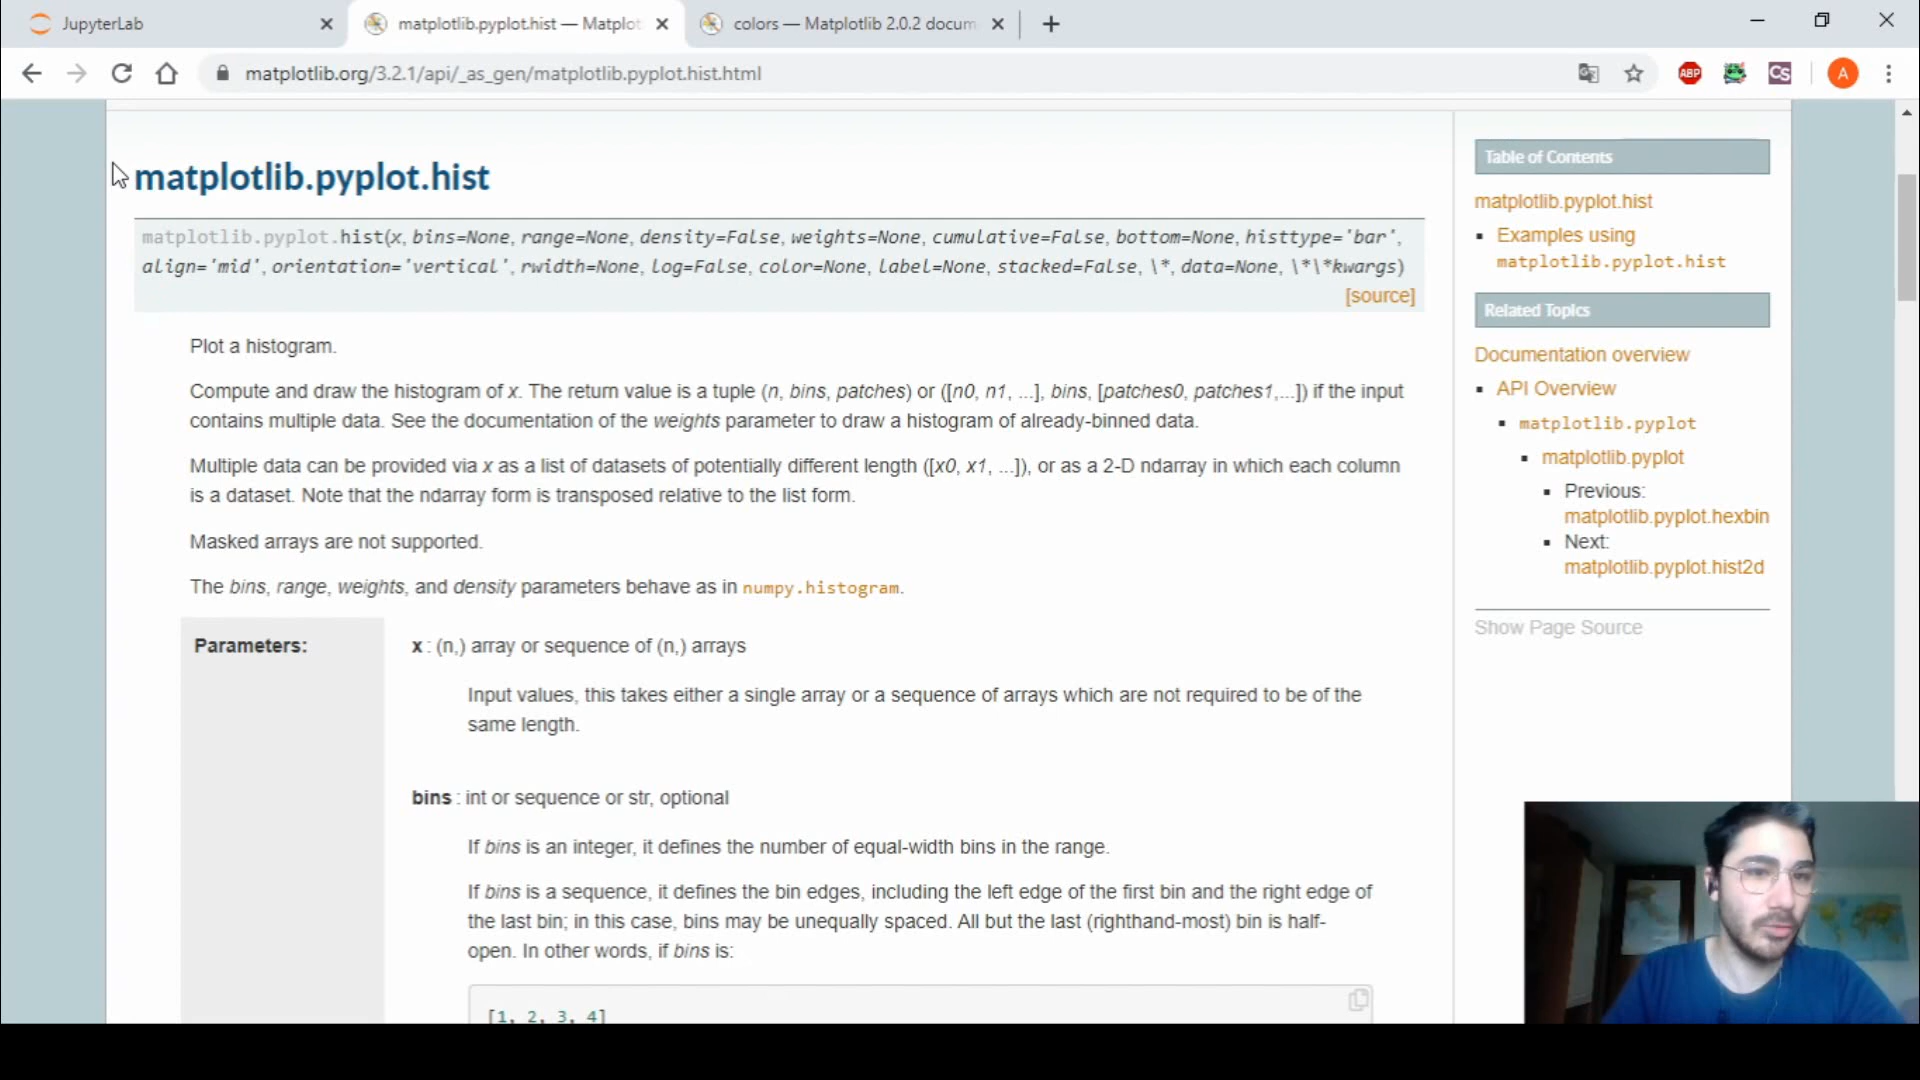 JupyterLab
matplotlib.pyplot.hist — Matplot
colors — Matplotlib 2.0.2 docum
matplotlib.org/3.2.1/api/_as_gen/matplotlib.pyplot.hist.html
ABP
CS
A
matplotlib.pyplot.hist
matplotlib.pyplot.hist(x, bins=None, range=None, density=False, weights=None, cumulative=False, bottom=None, histtype='bar',
align='mid', orientation='vertical', rwidth=None, log=False, color=None, label=None, stacked=False, \*, data=None, \*\*kwargs)
[source]
Plot a histogram.
Compute and draw the histogram of x. The return value is a tuple (n, bins, patches) or ([n0, n1, ...], bins, [patches0, patches1,...]) if the input
contains multiple data. See the documentation of the weights parameter to draw a histogram of already-binned data.
Multiple data can be provided via x as a list of datasets of potentially different length ([x0, x1, ...]), or as a 2-D ndarray in which each column
is a dataset. Note that the ndarray form is transposed relative to the list form.
Masked arrays are not supported.
The bins, range, weights, and density parameters behave as in numpy.histogram.
Parameters:
x : (n,) array or sequence of (n,) arrays
Input values, this takes either a single array or a sequence of arrays which are not required to be of the
same length.
bins : int or sequence or str, optional
If bins is an integer, it defines the number of equal-width bins in the range.
If bins is a sequence, it defines the bin edges, including the left edge of the first bin and the right edge of
the last bin; in this case, bins may be unequally spaced. All but the last (righthand-most) bin is half-
open. In other words, if bins is:
[1, 2, 3, 4]
Table of Contents
matplotlib.pyplot.hist
Examples using
matplotlib.pyplot.hist
Related Topics
Documentation overview
API Overview
matplotlib.pyplot
matplotlib.pyplot
Previous:
matplotlib.pyplot.hexbin
Next:
matplotlib.pyplot.hist2d
Show Page Source